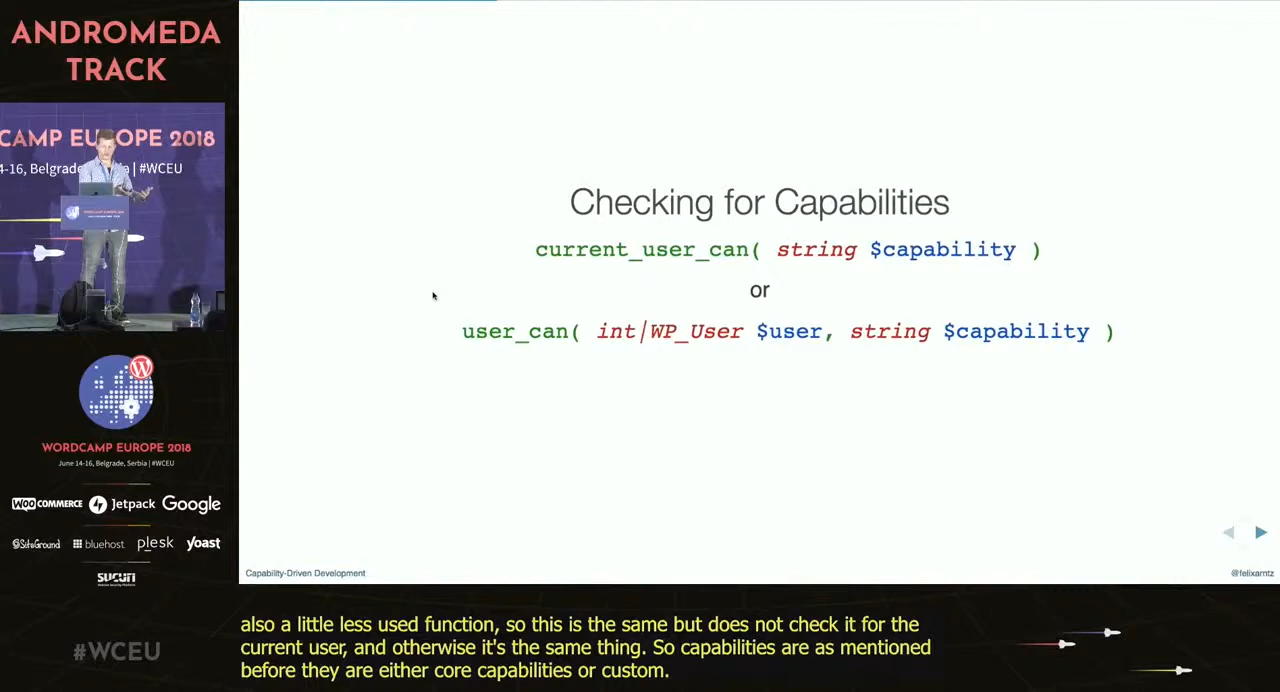 ANDROMEDA
TRACK
CAMP EUROPE 2018
4-16, Belgrade, | #WCEU
WORDCAMP EUROPE 2018
June 14-16, Belgrade, Serbia | #WCEU
WOO COMMERCE Jetpack Google
SiteGround bluehost plesk yoast
SUCURI
#WCEU
Checking for Capabilities
current_user_can( string $capability )
or
user_can( int|WP_User $user, string $capability )
Capability-Driven Development
@felixarntz
also a little less used function, so this is the same but does not check it for the
current user, and otherwise it's the same thing. So capabilities are as mentioned
before they are either core capabilities or custom.